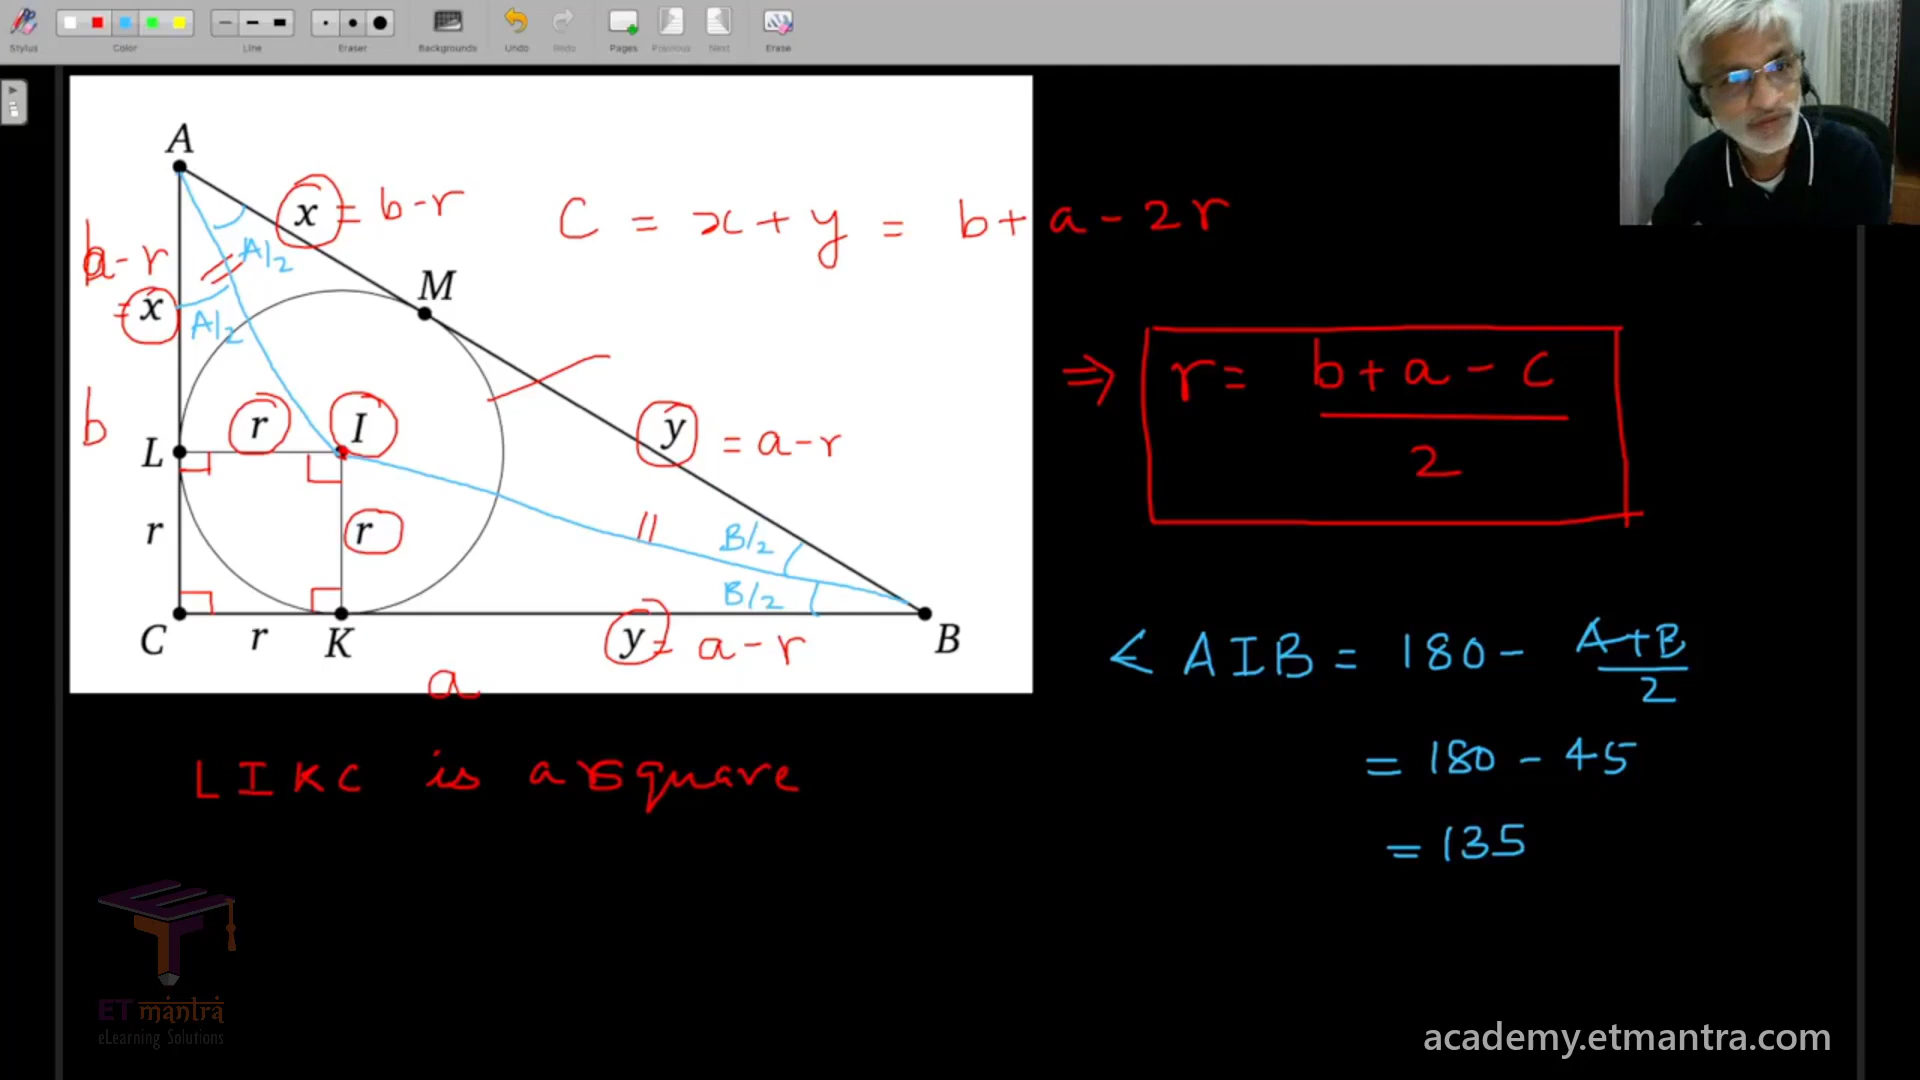 Stylus
Color
Line
Eraser
Backgrounds
Undo
Redo
Pages
Previous
Next
Erase
A
x = b-r
C = x+y = b+a-2r
A/2
b-r
= x
A/2
M
r = b+a-c
2
b
r
I
y = a-r
L
r
r
B/2
B/2
C
r
K
y = a-r
B
a
< AIB = 180 - A+B
2
= 180 - 45
= 135
LIKC is a square
ET mantra
eLearning Solutions
academy.etmantra.com